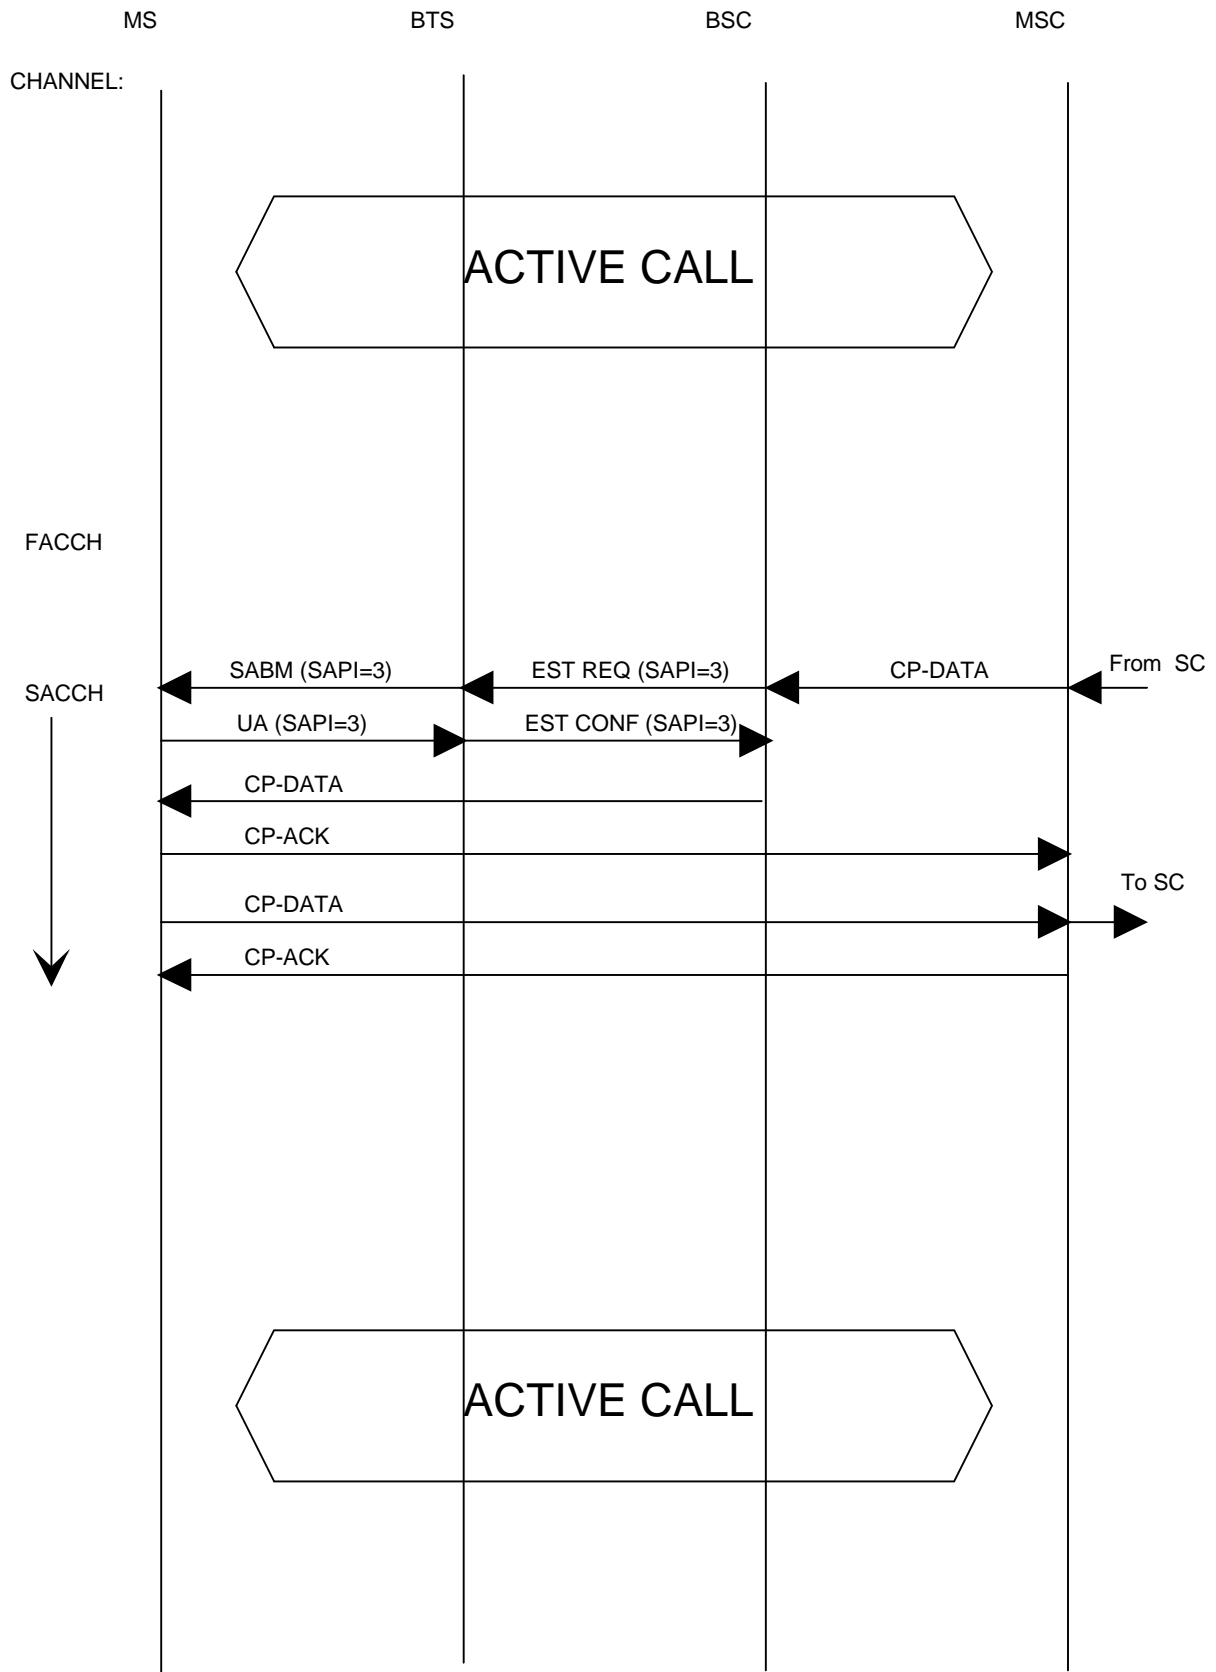 MS BTS BSC MSC
CHANNEL:
ACTIVE CALL
FACCH
SABM (SAPI=3) EST REQ (SAPI=3) CP-DATA From SC
SACCH
UA (SAPI=3) EST CONF (SAPI=3)
CP-DATA
CP-ACK
To SC
CP-DATA
CP-ACK
ACTIVE CALL